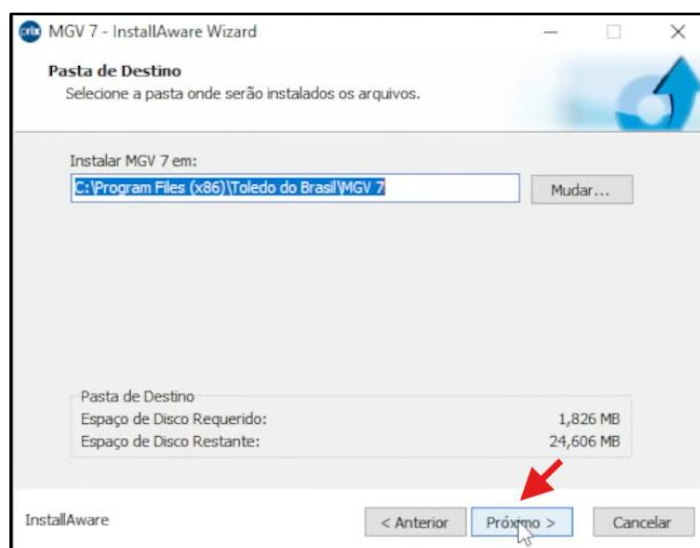 prix MGV 7 - InstallAware Wizard
Pasta de Destino
Selecione a pasta onde serão instalados os arquivos.
Instalar MGV 7 em:
C:\Program Files (x86)\Toledo do Brasil\MGV 7 Mudar...
Pasta de Destino
Espaço de Disco Requerido: 1,826 MB
Espaço de Disco Restante: 24,606 MB
InstallAware < Anterior Próximo > Cancelar